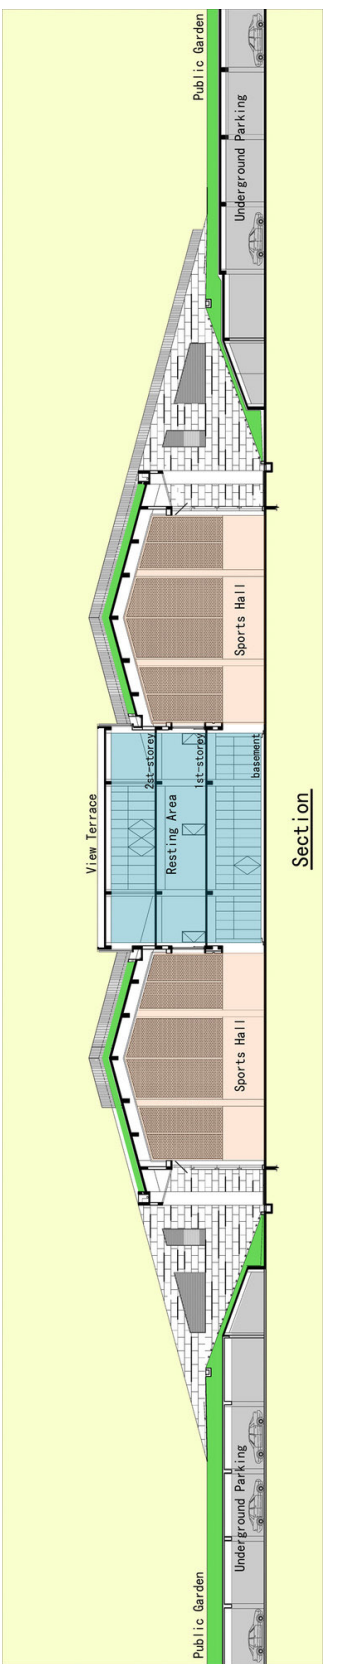 View Terrace
2st-storey
Resting Area
Public Garden
1st-storey
Public Garden
Underground Parking
Sports Hall
Sports Hall
Underground Parking
basement
Section